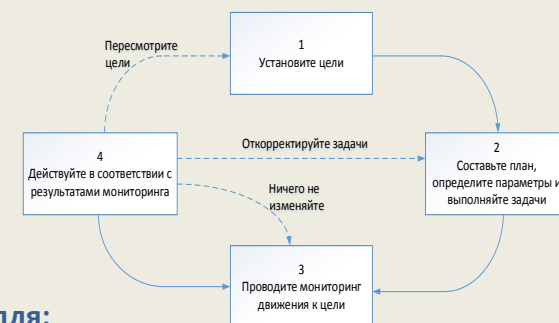 1
Установите цели
Пересмотрите
цели
Откорректируйте задачи
4
Действуйте в соответствии с
результатами мониторинга
2
Составьте план,
определите параметры и
выполняйте задачи
Ничего не
изменяйте
3
Проводите мониторинг
движения к цели